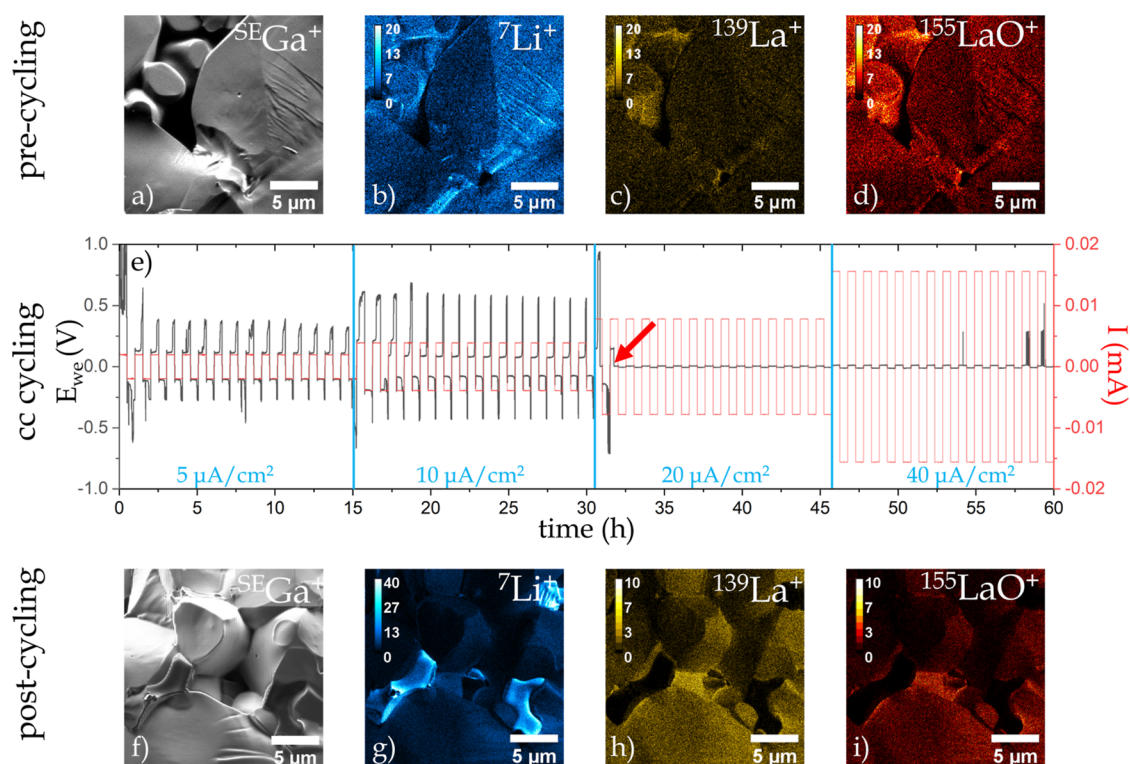 pre-cycling
SEGa+
a)
5 µm
20
13
7
0
7Li+
b)
5 µm
20
13
7
0
139La+
c)
5 µm
20
13
7
0
155LaO+
d)
5 µm
cc cycling
e)
Ewe (V)
1.0
0.5
0.0
-0.5
-1.0
5 µA/cm2
10 µA/cm2
20 µA/cm2
40 µA/cm2
0.02
0.01
0.00
-0.01
-0.02
I (mA)
0 5 10 15 20 25 30 35 40 45 50 55 60
time (h)
post-cycling
SEGa+
f)
5 µm
40
27
13
0
7Li+
g)
5 µm
10
7
3
0
139La+
h)
5 µm
10
7
3
0
155LaO+
i)
5 µm